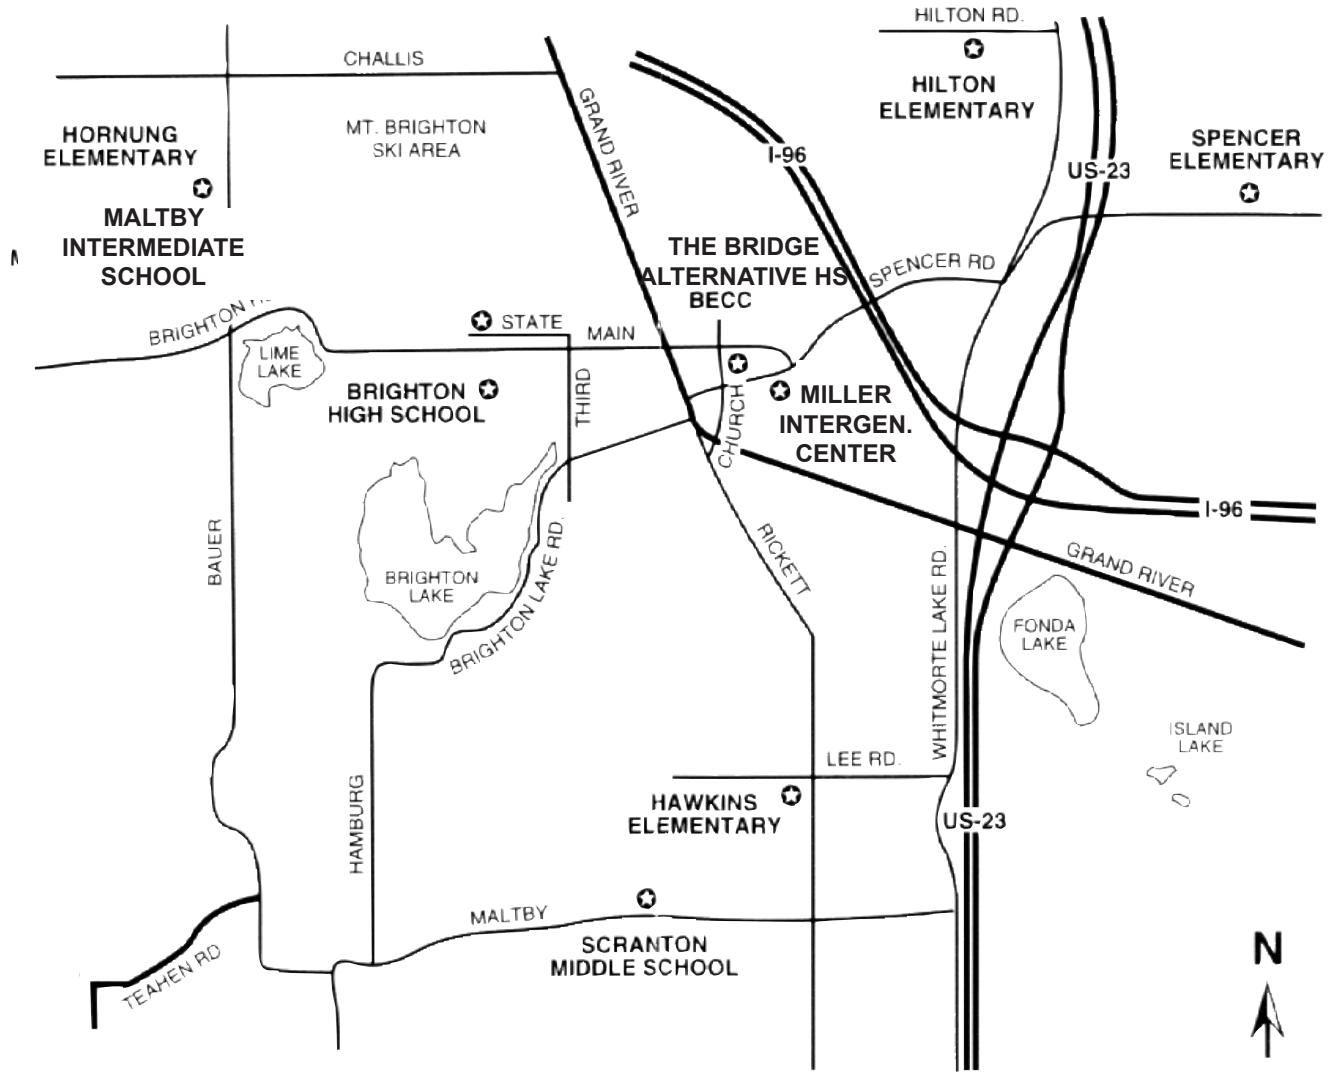 HILTON RD.
CHALLIS
HILTON
ELEMENTARY
GRAND RIVER
MT. BRIGHTON
SKI AREA
HORNUNG
ELEMENTARY
I-96
US-23
SPENCER
ELEMENTARY
MALTBY
INTERMEDIATE
SCHOOL
THE BRIDGE
ALTERNATIVE HS
BECC
SPENCER RD
BRIGHTON
STATE
MAIN
LIME
LAKE
BRIGHTON
HIGH SCHOOL
THIRD
CHURCH
MILLER
INTERGEN.
CENTER
I-96
BAUER
BRIGHTON
LAKE
BRIGHTON LAKE RD.
RICKETT
GRAND RIVER
WHITMORTE LAKE RD.
FONDA
LAKE
ISLAND
LAKE
LEE RD.
HAWKINS
ELEMENTARY
US-23
HAMBURG
MALTBY
SCRANTON
MIDDLE SCHOOL
TEAHEN RD
N